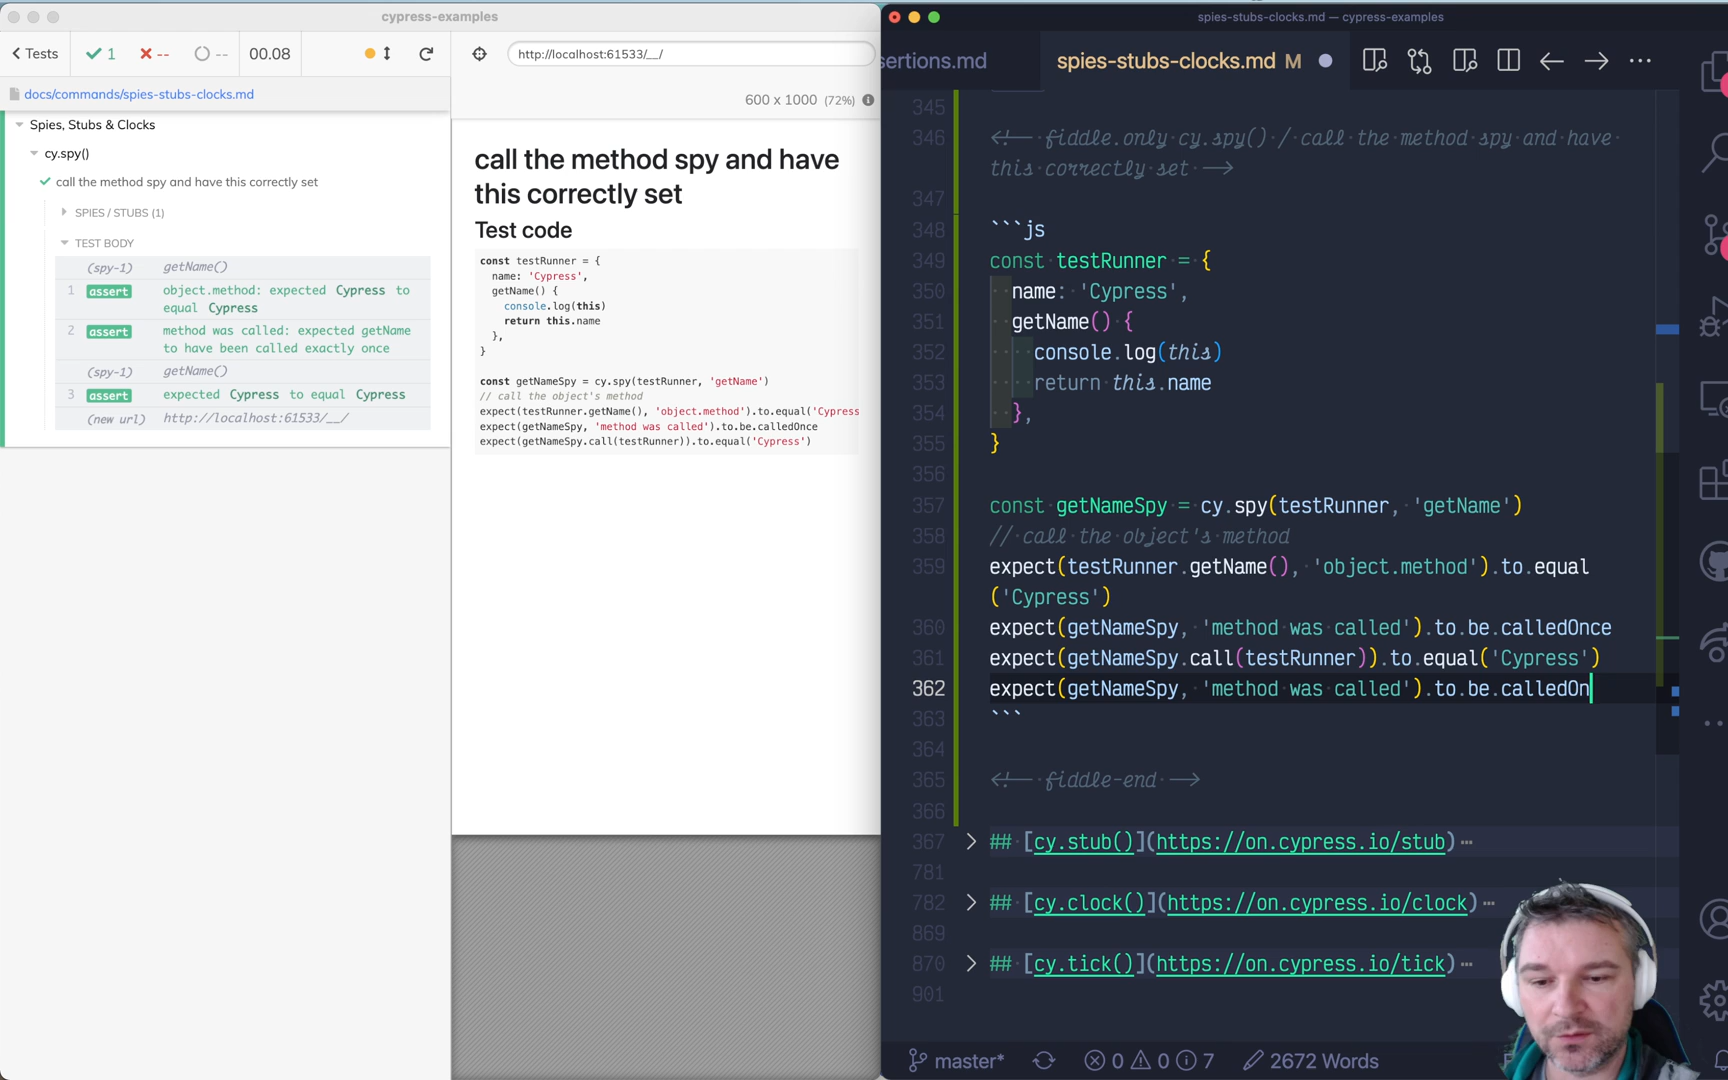 cypress-examples
Tests
1
--
--
00.08
docs/commands/spies-stubs-clocks.md
Spies, Stubs & Clocks
cy.spy()
call the method spy and have this correctly set
SPIES / STUBS (1)
TEST BODY
(spy-1) getName()
1 assert object.method: expected Cypress to
equal Cypress
2 assert method was called: expected getName
to have been called exactly once
(spy-1) getName()
3 assert expected Cypress to equal Cypress
(new url) http://localhost:61533/__/
http://localhost:61533/__/
600 x 1000 (72%)
call the method spy and have
this correctly set
Test code
const testRunner = {
name: 'Cypress',
getName() {
console.log(this)
return this.name
},
}
const getNameSpy = cy.spy(testRunner, 'getName')
// call the object's method
expect(testRunner.getName(), 'object.method').to.equal('Cypress
expect(getNameSpy, 'method was called').to.be.calledOnce
expect(getNameSpy.call(testRunner)).to.equal('Cypress')
spies-stubs-clocks.md — cypress-examples
sertions.md
spies-stubs-clocks.md M
345
346 <!-- fiddle.only cy.spy() / call the method spy and have
this correctly set -->
347
348 ```js
349 const testRunner = {
350 name: 'Cypress',
351 getName() {
352 console.log(this)
353 return this.name
354 },
355 }
356
357 const getNameSpy = cy.spy(testRunner, 'getName')
358 // call the object's method
359 expect(testRunner.getName(), 'object.method').to.equal
('Cypress')
360 expect(getNameSpy, 'method was called').to.be.calledOnce
361 expect(getNameSpy.call(testRunner)).to.equal('Cypress')
362 expect(getNameSpy, 'method was called').to.be.calledOn
363 ```
364
365 <!-- fiddle-end -->
366
367 ## [cy.stub()](https://on.cypress.io/stub) ⋯
781
782 ## [cy.clock()](https://on.cypress.io/clock) ⋯
869
870 ## [cy.tick()](https://on.cypress.io/tick) ⋯
901
master* 0 0 7 2672 Words